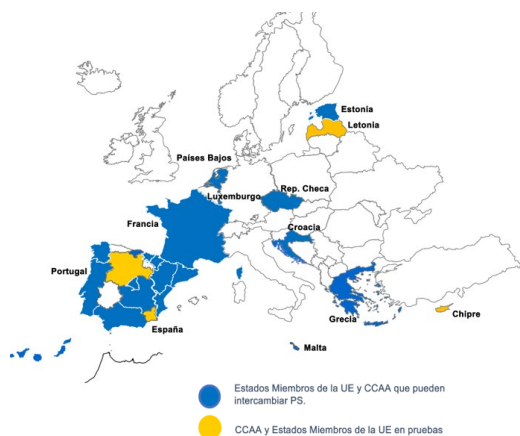 Estonia
Letonia
Países Bajos
Luxemburgo
Rep. Checa
Francia
Croacia
Portugal
España
Grecia
Chipre
Malta
Estados Miembros de la UE y CCAA que pueden
intercambiar PS.
CCAA y Estados Miembros de la UE en pruebas